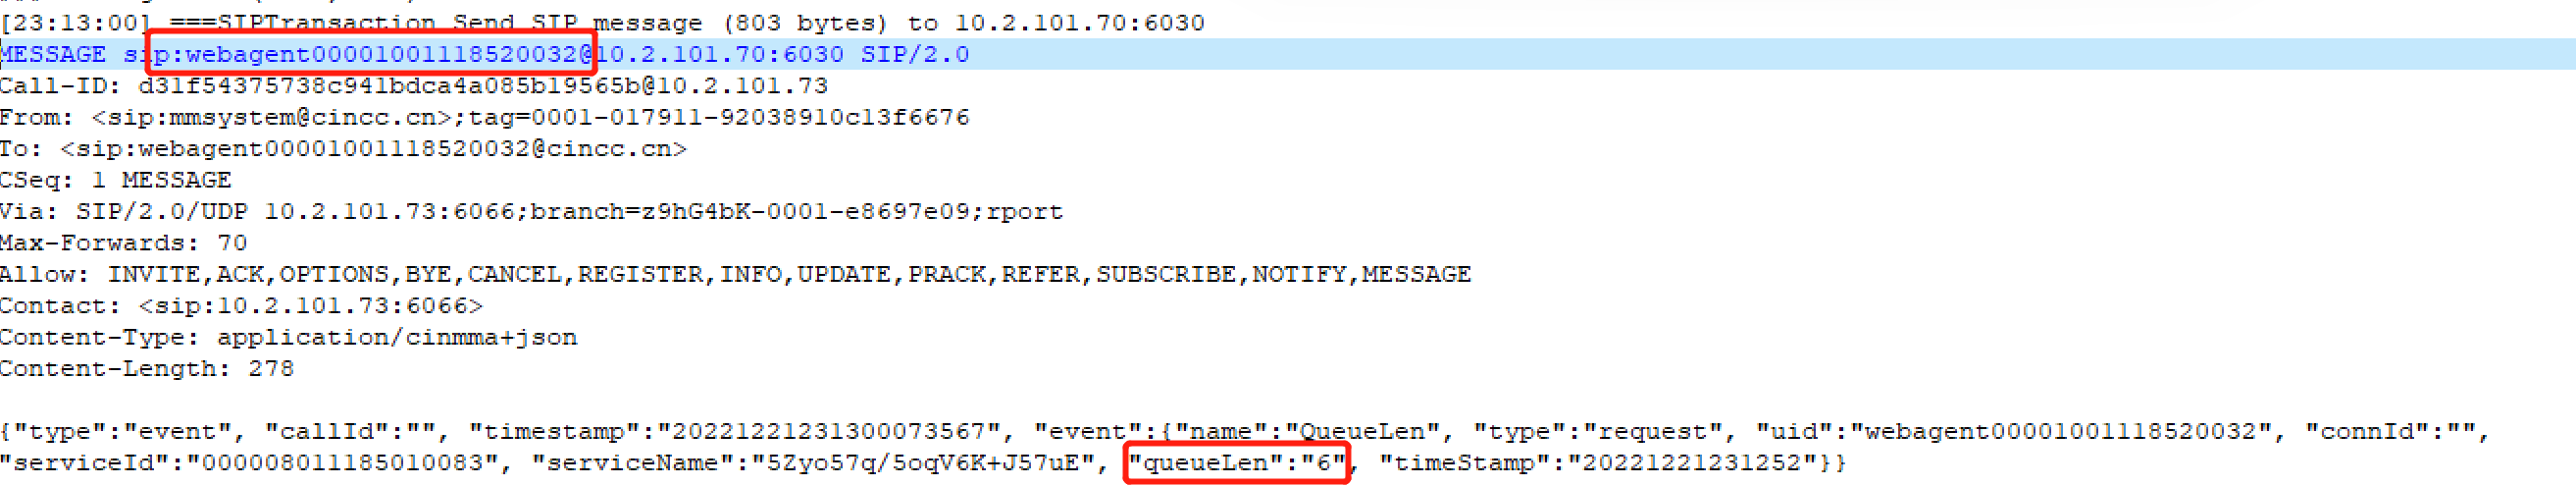 [23:13:00] ===SIPTransaction Send SIP message (803 bytes) to 10.2.101.70:6030
MESSAGE sip:webagent00001001118520032@10.2.101.70:6030 SIP/2.0
Call-ID: d31f54375738c941bdca4a085b19565b@10.2.101.73
From: <sip:mmsystem@cincc.cn>;tag=0001-017911-92038910c13f6676
To: <sip:webagent00001001118520032@cincc.cn>
CSeq: 1 MESSAGE
Via: SIP/2.0/UDP 10.2.101.73:6066;branch=z9hG4bK-0001-e8697e09;rport
Max-Forwards: 70
Allow: INVITE,ACK,OPTIONS,BYE,CANCEL,REGISTER,INFO,UPDATE,PRACK,REFER,SUBSCRIBE,NOTIFY,MESSAGE
Contact: <sip:10.2.101.73:6066>
Content-Type: application/cinmma+json
Content-Length: 278
{"type":"event", "callId":"", "timestamp":"20221221231300073567", "event":{"name":"QueueLen", "type":"request", "uid":"webagent00001001118520032", "connId":"",
"serviceId":"000008011185010083", "serviceName":"5Zyo57q/5oqV6K+J57uE", "queueLen":"6", "timeStamp":"20221221231252"}}